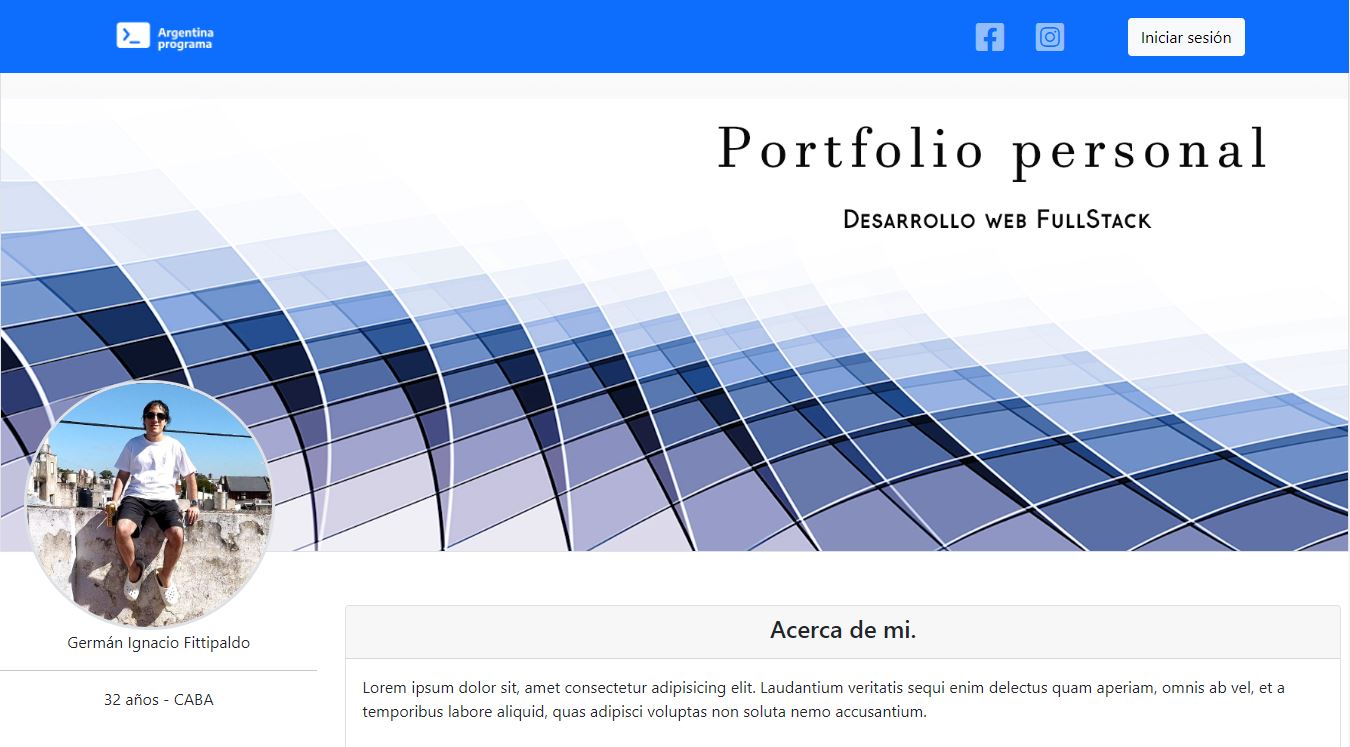 Argentina
programa
Iniciar sesión
Portfolio personal
Desarrollo web FullStack
Germán Ignacio Fittipaldo
32 años - CABA
Acerca de mi.
Lorem ipsum dolor sit, amet consectetur adipisicing elit. Laudantium veritatis sequi enim delectus quam aperiam, omnis ab vel, et a
temporibus labore aliquid, quas adipisci voluptas non soluta nemo accusantium.